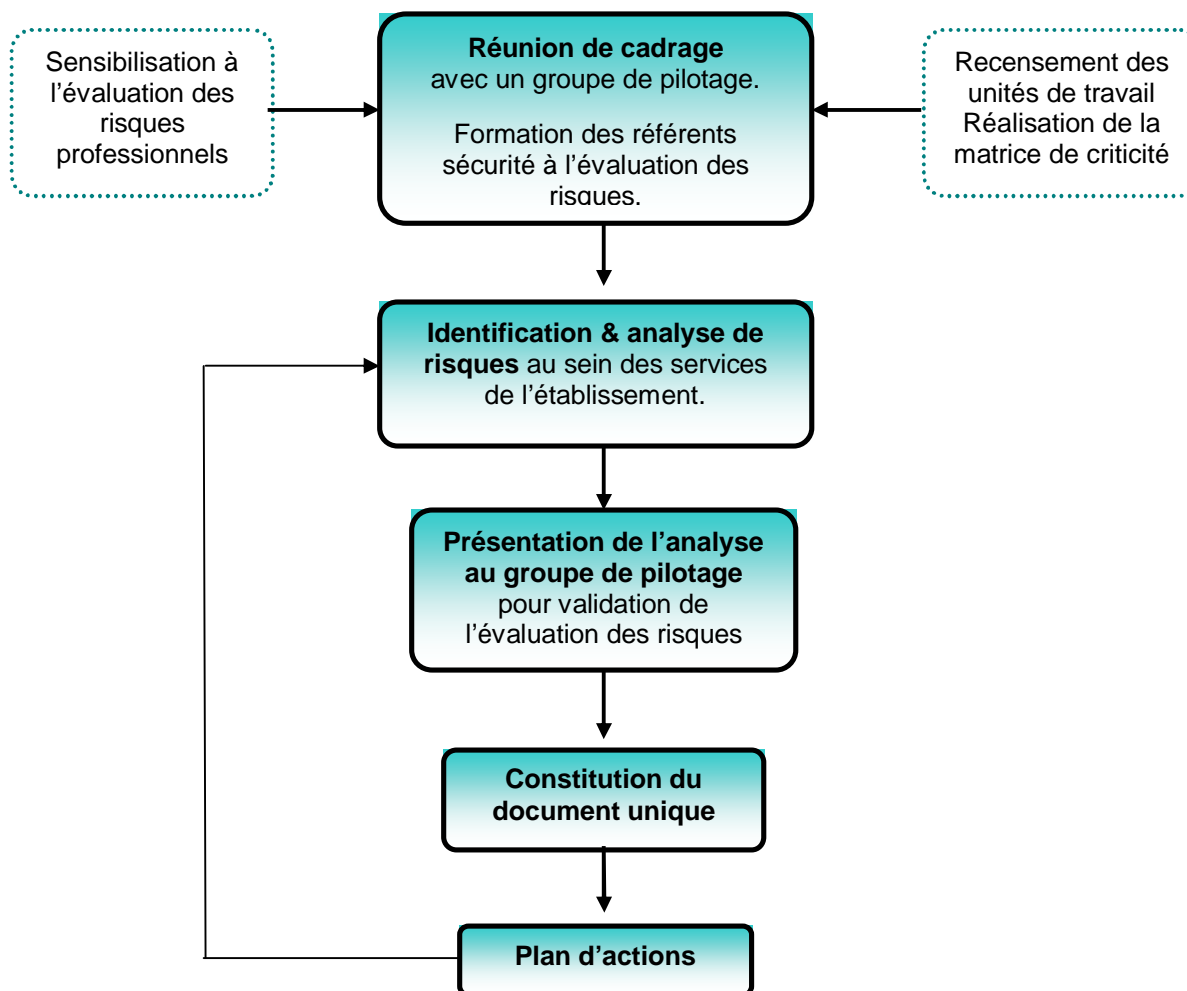 Sensibilisation à
l'évaluation des
risques
professionnels
Réunion de cadrage
avec un groupe de pilotage.
Formation des référents
sécurité à l'évaluation des
risques.
Recensement des
unités de travail
Réalisation de la
matrice de criticité
Identification & analyse de
risques au sein des services
de l'établissement.
Présentation de l'analyse
au groupe de pilotage
pour validation de
l'évaluation des risques
Constitution du
document unique
Plan d'actions